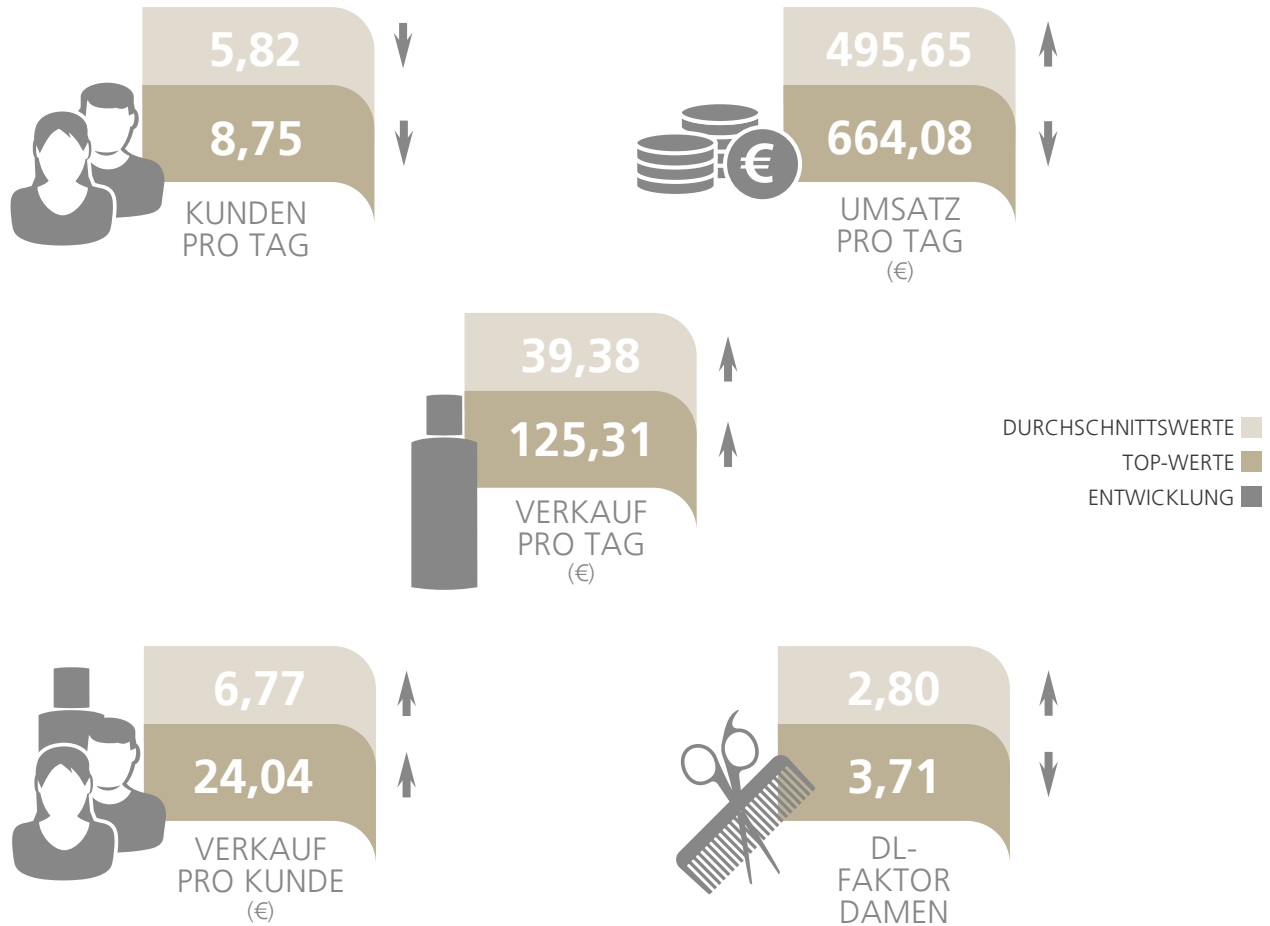 5,82
8,75
KUNDEN
PRO TAG
495,65
664,08
€
UMSATZ
PRO TAG
(€)
39,38
125,31
VERKAUF
PRO TAG
(€)
DURCHSCHNITTSWERTE
TOP-WERTE
ENTWICKLUNG
6,77
24,04
VERKAUF
PRO KUNDE
(€)
2,80
3,71
DL-
FAKTOR
DAMEN